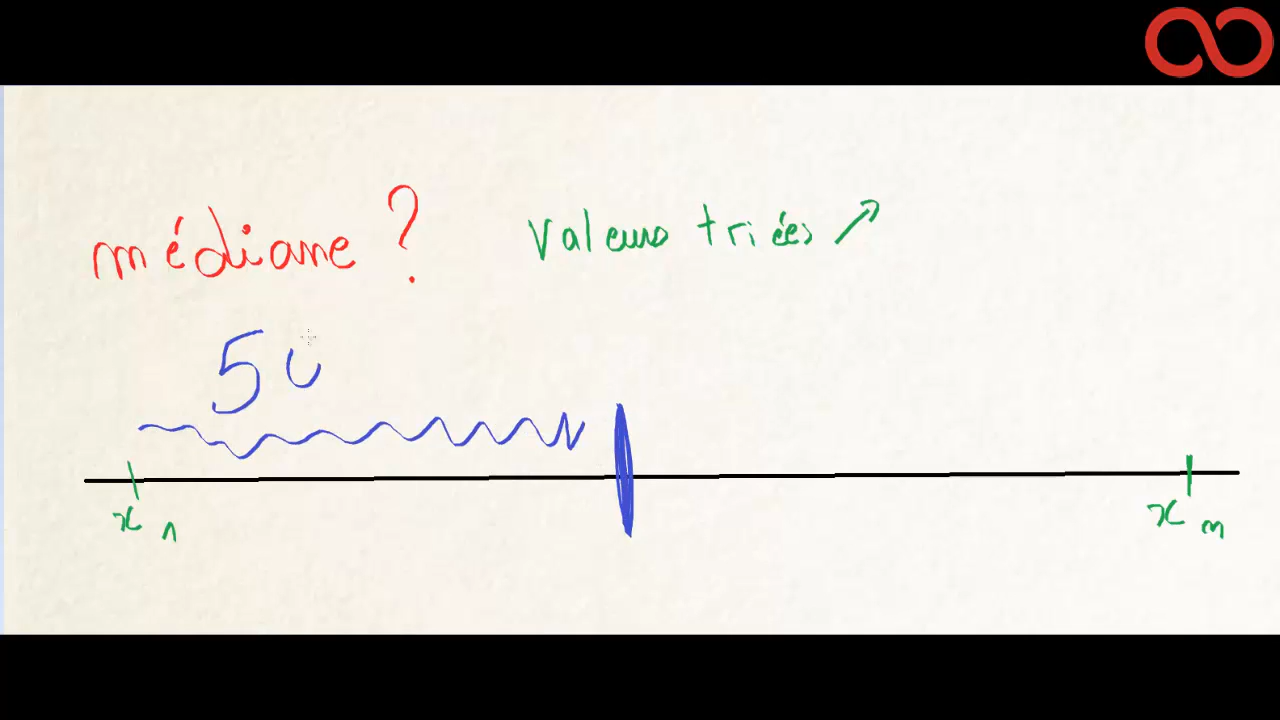 médiane ? valeurs triées ↗
50
x₁ xₙ